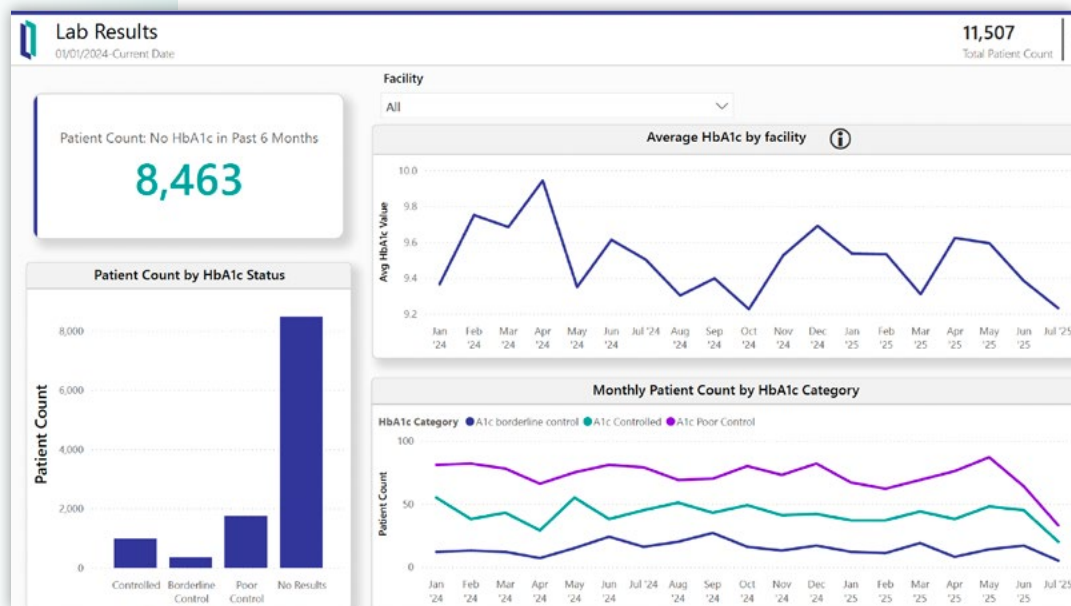 Lab Results
01/01/2024-Current Date
11,507
Total Patient Count
Facility
All
Patient Count: No HbA1c in Past 6 Months
8,463
Average HbA1c by facility
Avg HbA1c Value
10.0
9.8
9.6
9.4
9.2
Jan '24
Feb '24
Mar '24
Apr '24
May '24
Jun '24
Jul '24
Aug '24
Sep '24
Oct '24
Nov '24
Dec '24
Jan '25
Feb '25
Mar '25
Apr '25
May '25
Jun '25
Jul '25
Patient Count by HbA1c Status
Patient Count
8,000
6,000
4,000
2,000
0
Controlled
Borderline Control
Poor Control
No Results
Monthly Patient Count by HbA1c Category
HbA1c Category A1c borderline control A1c Controlled A1c Poor Control
Patient Count
100
50
0
Jan '24
Feb '24
Mar '24
Apr '24
May '24
Jun '24
Jul '24
Aug '24
Sep '24
Oct '24
Nov '24
Dec '24
Jan '25
Feb '25
Mar '25
Apr '25
May '25
Jun '25
Jul '25